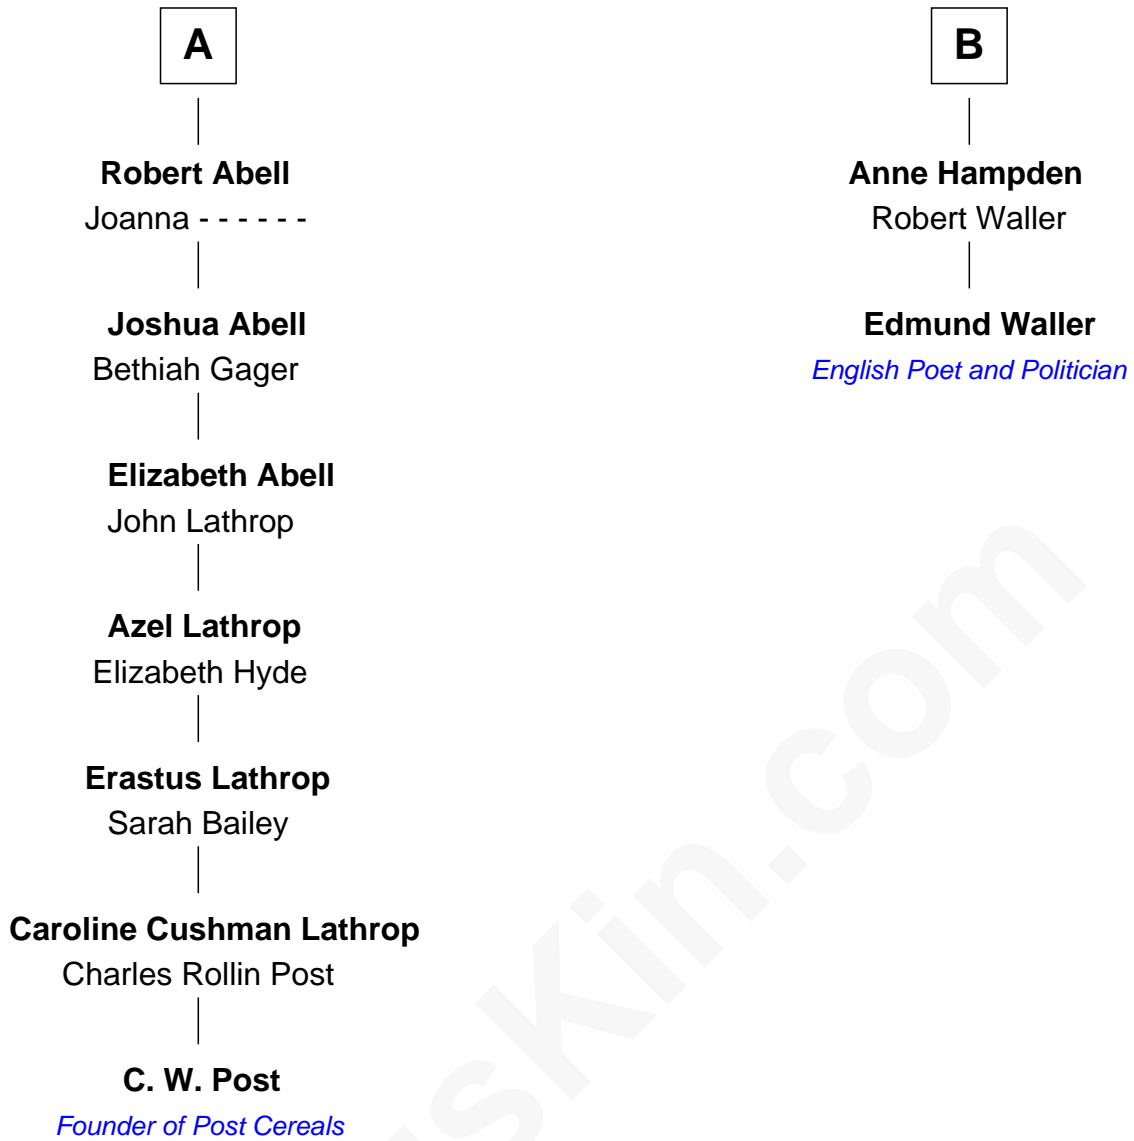 A
Robert Abell
Joanna - - - - - -
Joshua Abell
Bethiah Gager
Elizabeth Abell
John Lathrop
Azel Lathrop
Elizabeth Hyde
Erastus Lathrop
Sarah Bailey
Caroline Cushman Lathrop
Charles Rollin Post
C. W. Post
Founder of Post Cereals
B
Anne Hampden
Robert Waller
Edmund Waller
English Poet and Politician
usKin.com